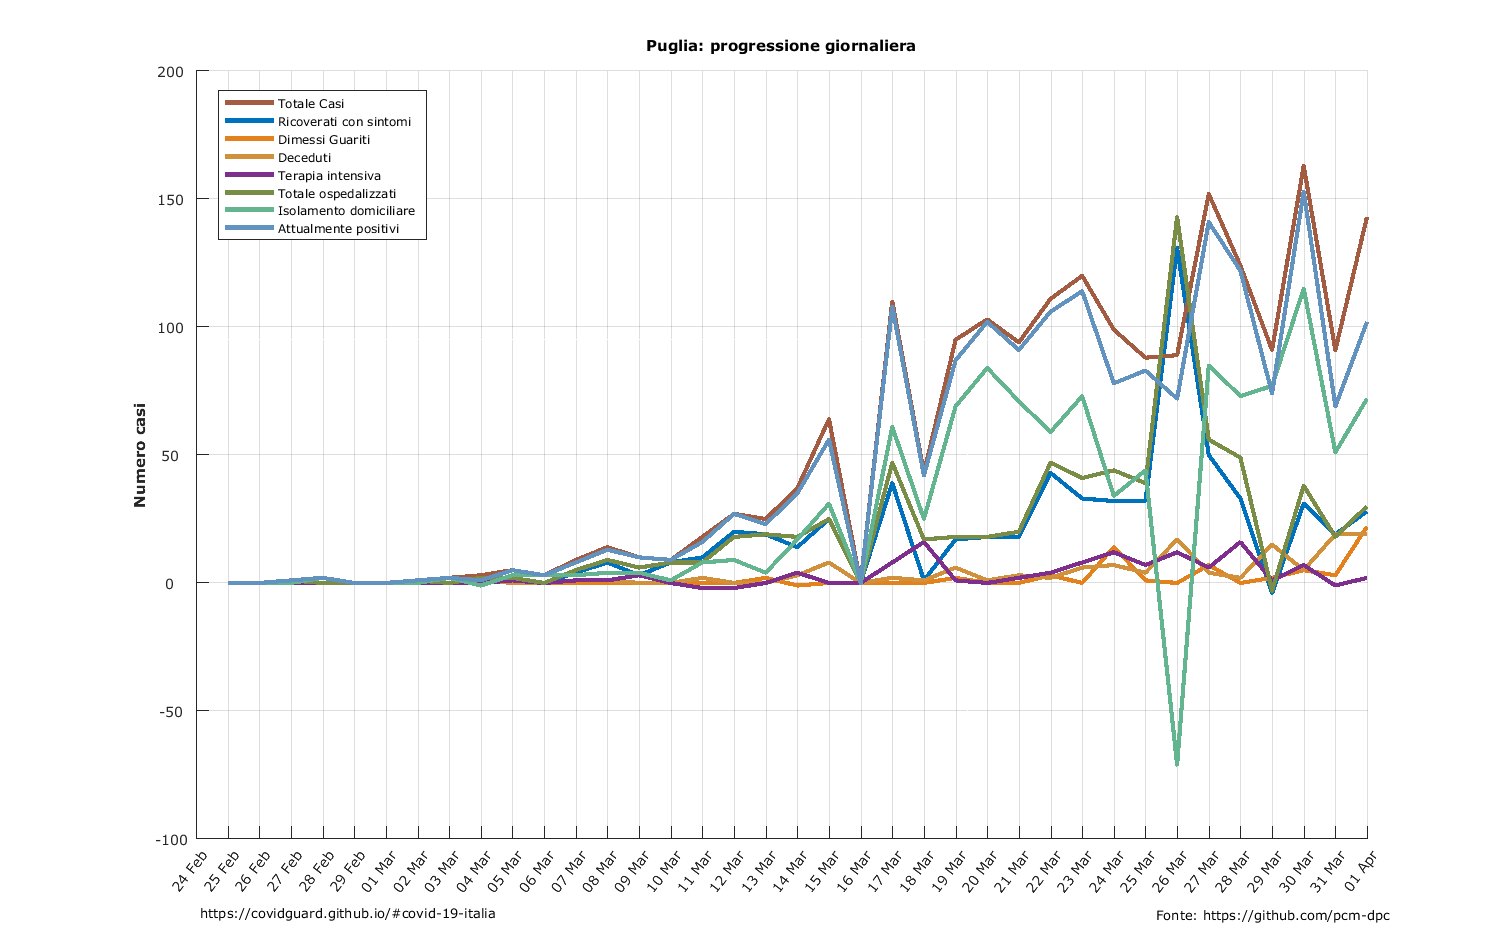 Puglia: progressione giornaliera
200
150
100
50
0
-50
-100
Numero casi
Totale Casi
Ricoverati con sintomi
Dimessi Guariti
Deceduti
Terapia intensiva
Totale ospedalizzati
Isolamento domiciliare
Attualmente positivi
24 Feb
25 Feb
26 Feb
27 Feb
28 Feb
29 Feb
01 Mar
02 Mar
03 Mar
04 Mar
05 Mar
06 Mar
07 Mar
08 Mar
09 Mar
10 Mar
11 Mar
12 Mar
13 Mar
14 Mar
15 Mar
16 Mar
17 Mar
18 Mar
19 Mar
20 Mar
21 Mar
22 Mar
23 Mar
24 Mar
25 Mar
26 Mar
27 Mar
28 Mar
29 Mar
30 Mar
31 Mar
01 Apr
https://covidguard.github.io/#covid-19-italia
Fonte: https://github.com/pcm-dpc